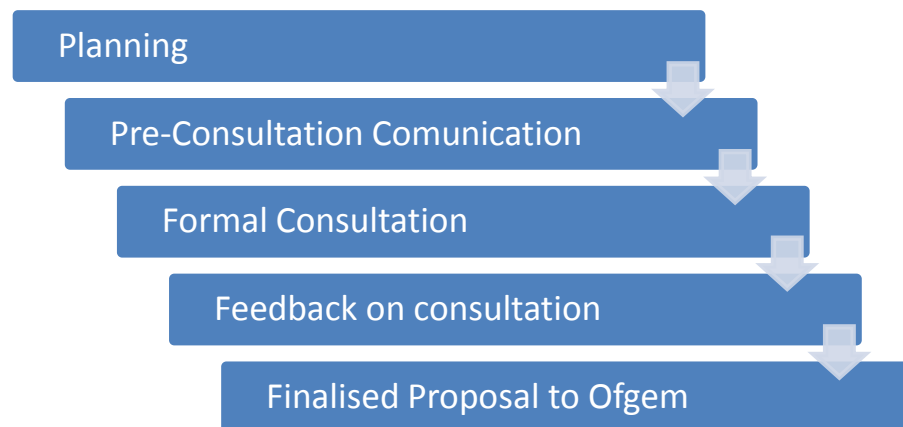 Planning
Pre-Consultation Comunication
Formal Consultation
Feedback on consultation
Finalised Proposal to Ofgem